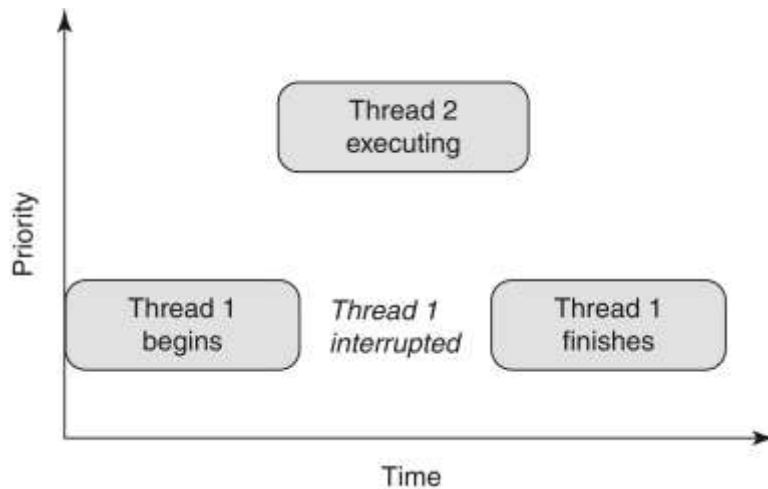 Thread 2
executing
Priority
Thread 1
begins
Thread 1
interrupted
Thread 1
finishes
Time